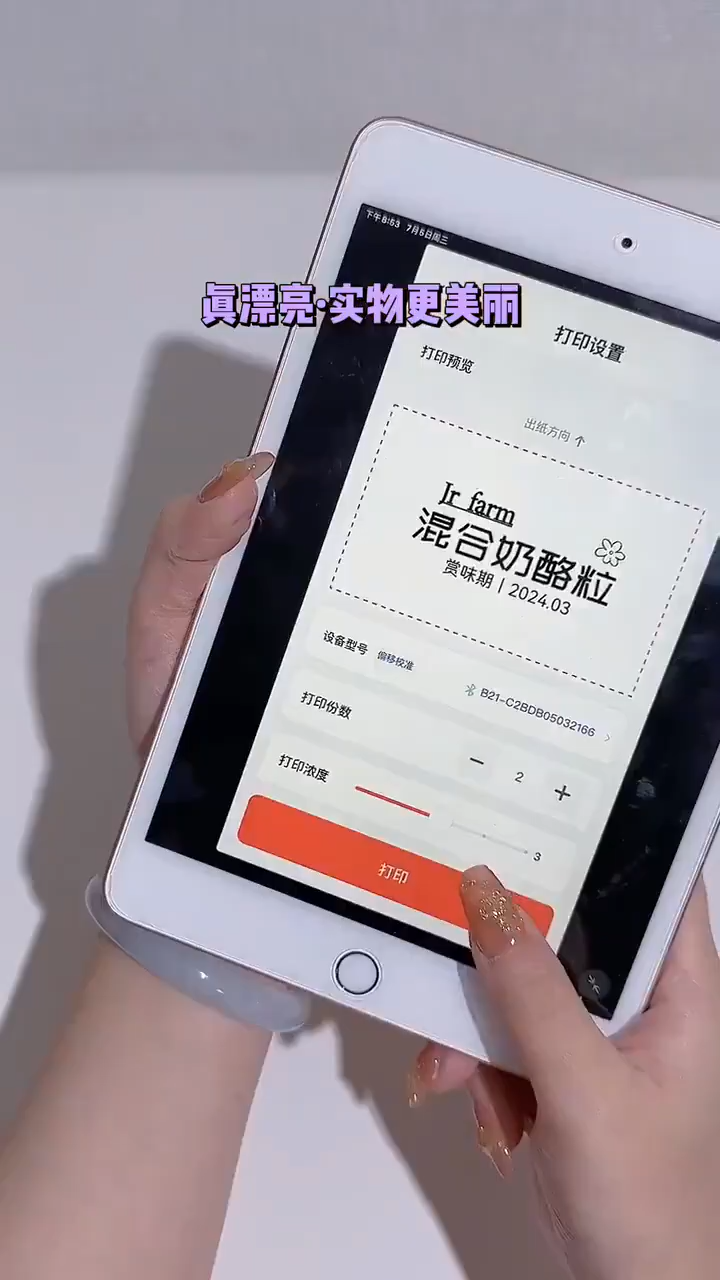 下午8:53 7月5日周三
真漂亮·实物更美丽
打印设置
打印预览
出纸方向 ↑
Jr farm
混合奶酪粒
赏味期 | 2024.03
设备型号 偏移校准
B21-C2BDB05032166 >
打印份数
− 2 +
打印浓度
3
打印